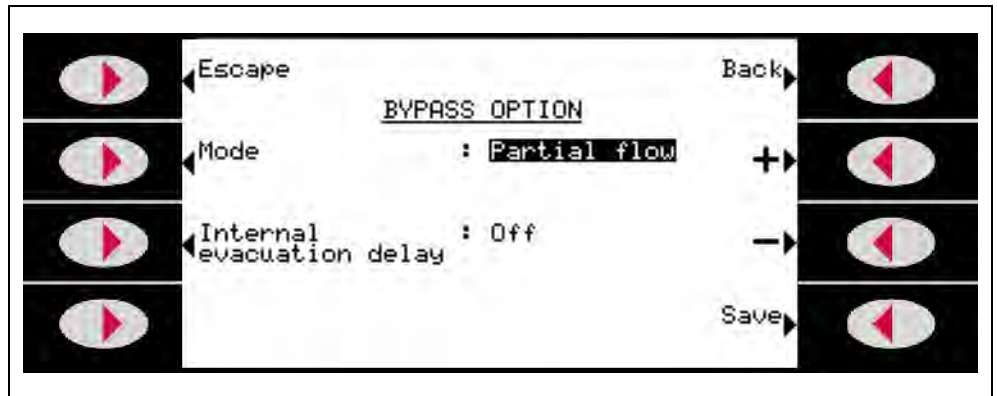 Escape Back
BYPASS OPTION
Mode : Partial flow +
Internal : Off −
evacuation delay
Save